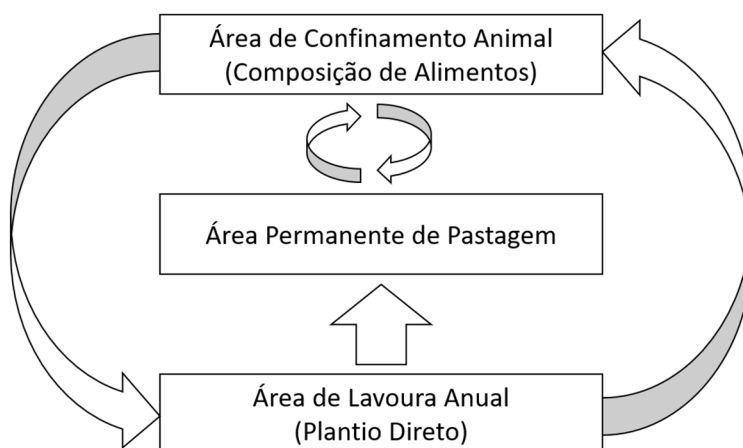 Área de Confinamento Animal
(Composição de Alimentos)
Área Permanente de Pastagem
Área de Lavoura Anual
(Plantio Direto)